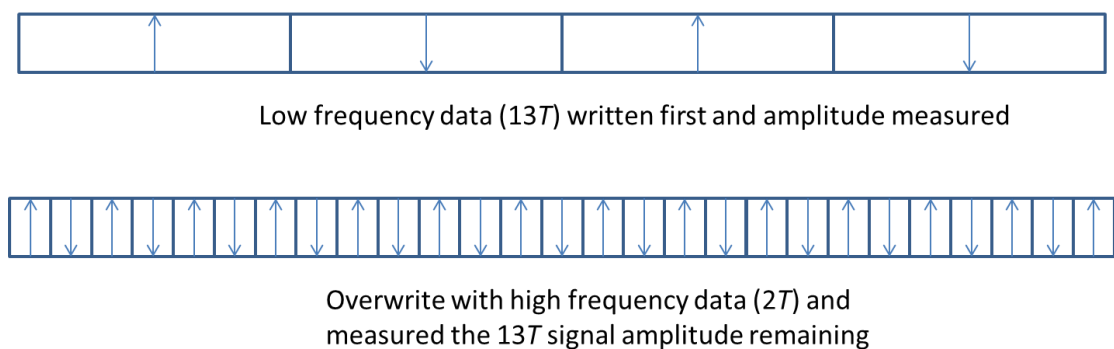 Low frequency data (13T) written first and amplitude measured
Overwrite with high frequency data (2T) and
measured the 13T signal amplitude remaining